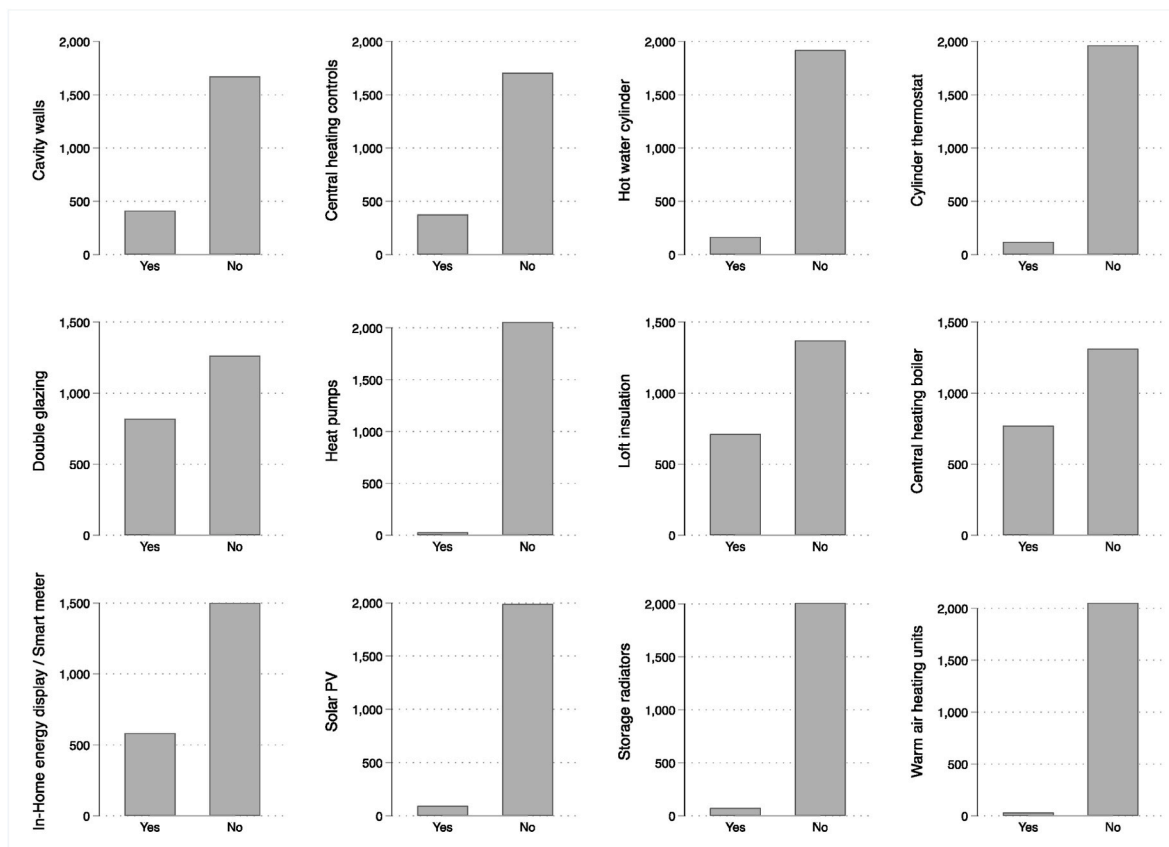 Cavity walls
2,000
1,500
1,000
500
0
Yes No
Central heating controls
2,000
1,500
1,000
500
0
Yes No
Hot water cylinder
2,000
1,500
1,000
500
0
Yes No
Cylinder thermostat
2,000
1,500
1,000
500
0
Yes No
Double glazing
1,500
1,000
500
0
Yes No
Heat pumps
2,000
1,500
1,000
500
0
Yes No
Loft insulation
1,500
1,000
500
0
Yes No
Central heating boiler
1,500
1,000
500
0
Yes No
In-Home energy display / Smart meter
1,500
1,000
500
0
Yes No
Solar PV
2,000
1,500
1,000
500
0
Yes No
Storage radiators
2,000
1,500
1,000
500
0
Yes No
Warm air heating units
2,000
1,500
1,000
500
0
Yes No